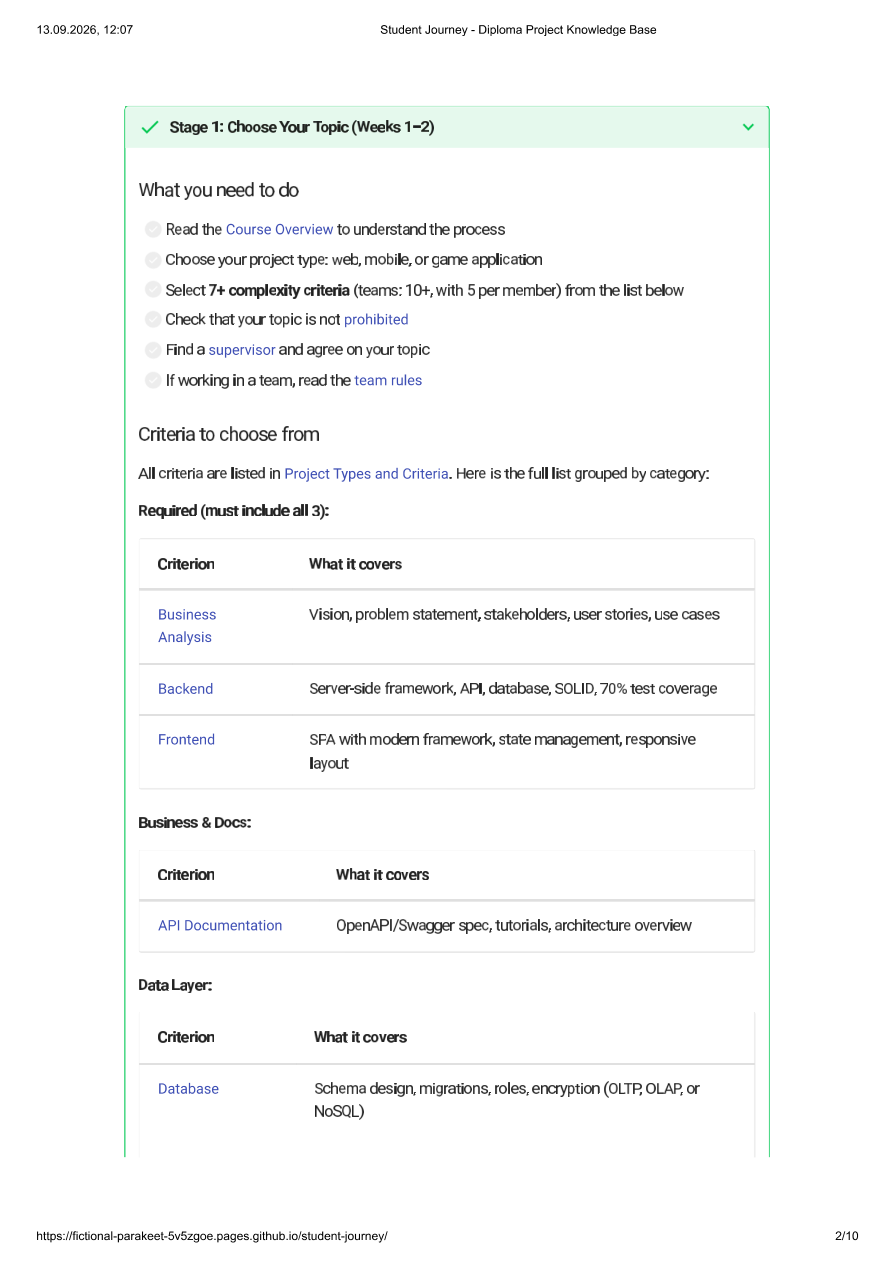 13.09.2026, 12:07
Student Journey - Diploma Project Knowledge Base
Stage 1: Choose Your Topic (Weeks 1–2)
What you need to do
Read the Course Overview to understand the process
Choose your project type: web, mobile, or game application
Select 7+ complexity criteria (teams: 10+, with 5 per member) from the list below
Check that your topic is not prohibited
Find a supervisor and agree on your topic
If working in a team, read the team rules
Criteria to choose from
All criteria are listed in Project Types and Criteria. Here is the full list grouped by category:
Required (must include all 3):
Criterion
What it covers
Business
Analysis
Vision, problem statement, stakeholders, user stories, use cases
Backend
Server-side framework, API, database, SOLID, 70% test coverage
Frontend
SPA with modern framework, state management, responsive
layout
Business & Docs:
Criterion
What it covers
API Documentation
OpenAPI/Swagger spec, tutorials, architecture overview
Data Layer:
Criterion
What it covers
Database
Schema design, migrations, roles, encryption (OLTP, OLAP, or
NoSQL)
https://fictional-parakeet-5v5zgoe.pages.github.io/student-journey/
2/10